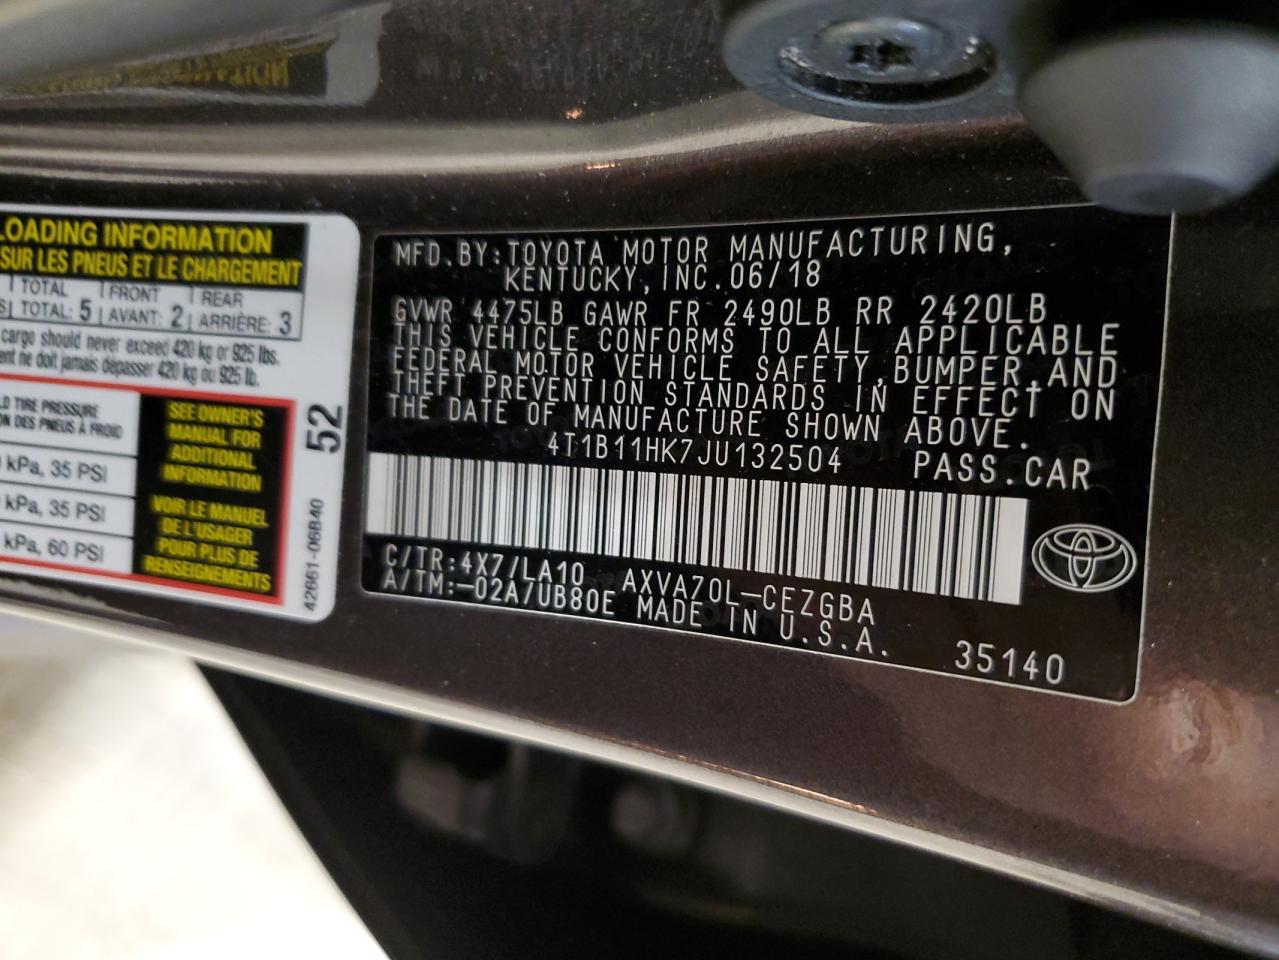 LOADING INFORMATION
SUR LES PNEUS ET LE CHARGEMENT
TOTAL FRONT REAR
TOTAL: 5 AVANT: 2 ARRIÈRE: 3
cargo should never exceed 420 kg or 925 lbs.
ne doit jamais dépasser 420 kg ou 925 lb.
TIRE PRESSURE
DES PNEUS À FROID
kPa, 35 PSI
kPa, 35 PSI
kPa, 60 PSI
SEE OWNER'S
MANUAL FOR
ADDITIONAL
INFORMATION
VOIR LE MANUEL
DE L'USAGER
POUR PLUS DE
RENSEIGNEMENTS
52
42661-06B40
MFD.BY:TOYOTA MOTOR MANUFACTURING,
KENTUCKY,INC.06/18
GVWR 4475LB GAWR FR 2490LB RR 2420LB
THIS VEHICLE CONFORMS TO ALL APPLICABLE
FEDERAL MOTOR VEHICLE SAFETY,BUMPER,AND
THEFT PREVENTION STANDARDS IN EFFECT ON
THE DATE OF MANUFACTURE SHOWN ABOVE.
4T1B11HK7JU132504 PASS.CAR
C/TR:4X7/LA10 AXVA70L-CEZGBA
A/TM:-02A/UB80E MADE IN U.S.A.
35140